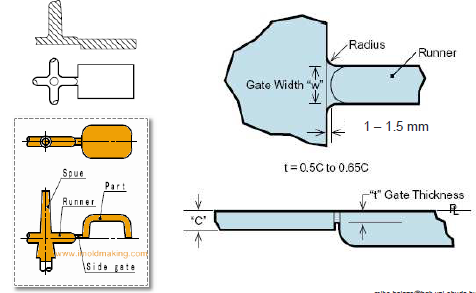 Radius
Runner
Gate Width "w"
1 – 1.5 mm
t = 0.5C to 0.65C
"t" Gate Thickness
PL
"C"
Spue
Part
Runner
www.imoldmaking.com
Side gate